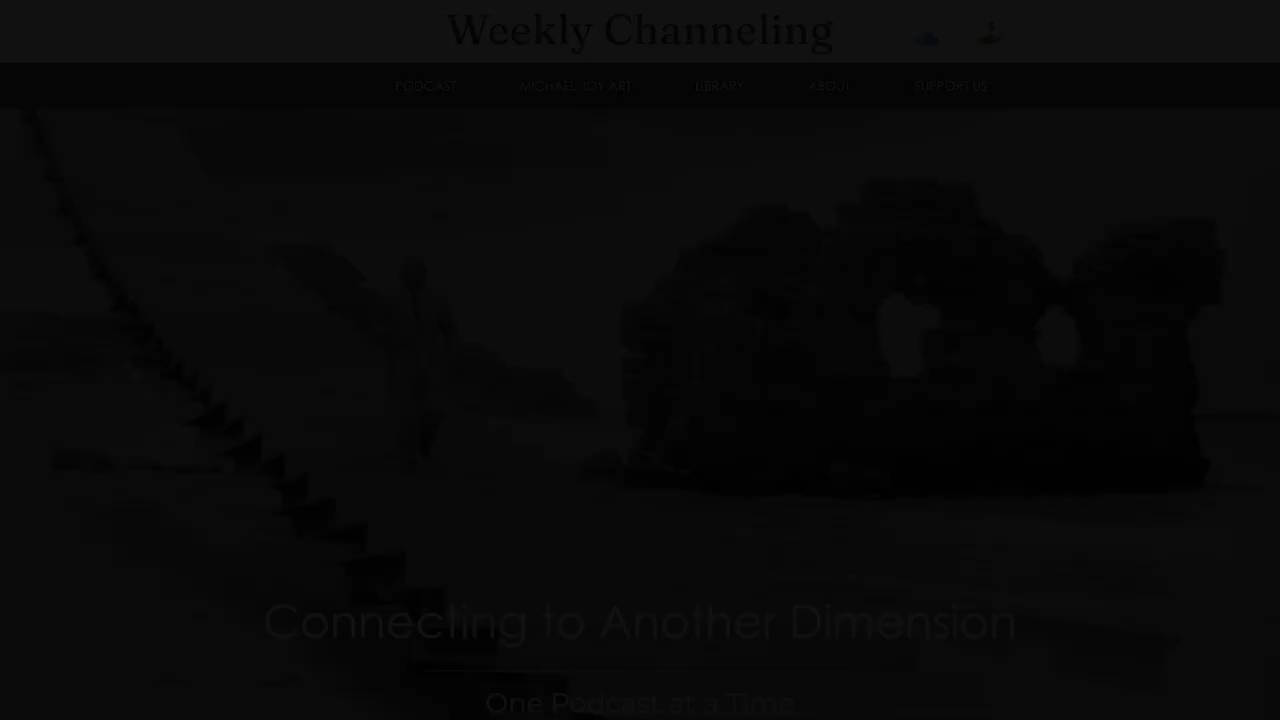 Weekly Channeling
PODCAST MICHAEL JOY ART LIBRARY ABOUT SUPPORT US
Connecting to Another Dimension
One Podcast at a Time